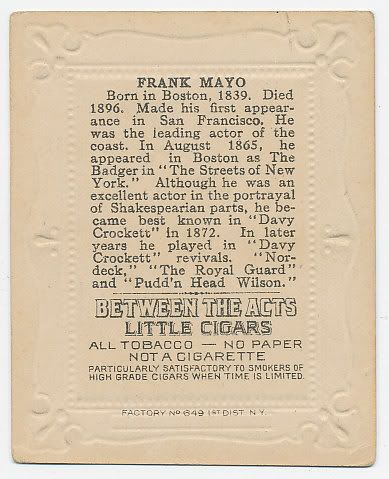 FRANK MAYO
Born in Boston, 1839. Died
1896. Made his first appear-
ance in San Francisco. He
was the leading actor of the
coast. In August 1865, he
appeared in Boston as The
Badger in "The Streets of New
York." Although he was an
excellent actor in the portrayal
of Shakespearian parts, he be-
came best known in "Davy
Crockett" in 1872. In later
years he played in "Davy
Crockett" revivals. "Nor-
deck," "The Royal Guard"
and "Pudd'n Head Wilson."
BETWEEN THE ACTS
LITTLE CIGARS
ALL TOBACCO — NO PAPER
NOT A CIGARETTE
PARTICULARLY SATISFACTORY TO SMOKERS OF
HIGH GRADE CIGARS WHEN TIME IS LIMITED.
FACTORY No 649 1st DIST. N.Y.